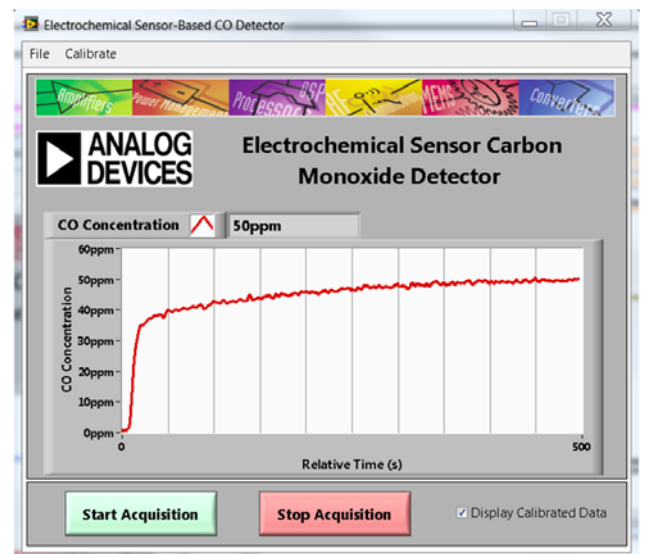 Electrochemical Sensor-Based CO Detector
File Calibrate
Amplifiers Power Management Processors DSP RF MEMS Converters
ANALOG
DEVICES
Electrochemical Sensor Carbon
Monoxide Detector
CO Concentration 50ppm
60ppm
50ppm
40ppm
30ppm
20ppm
10ppm
0ppm
CO Concentration
0 500
Relative Time (s)
Start Acquisition Stop Acquisition Display Calibrated Data